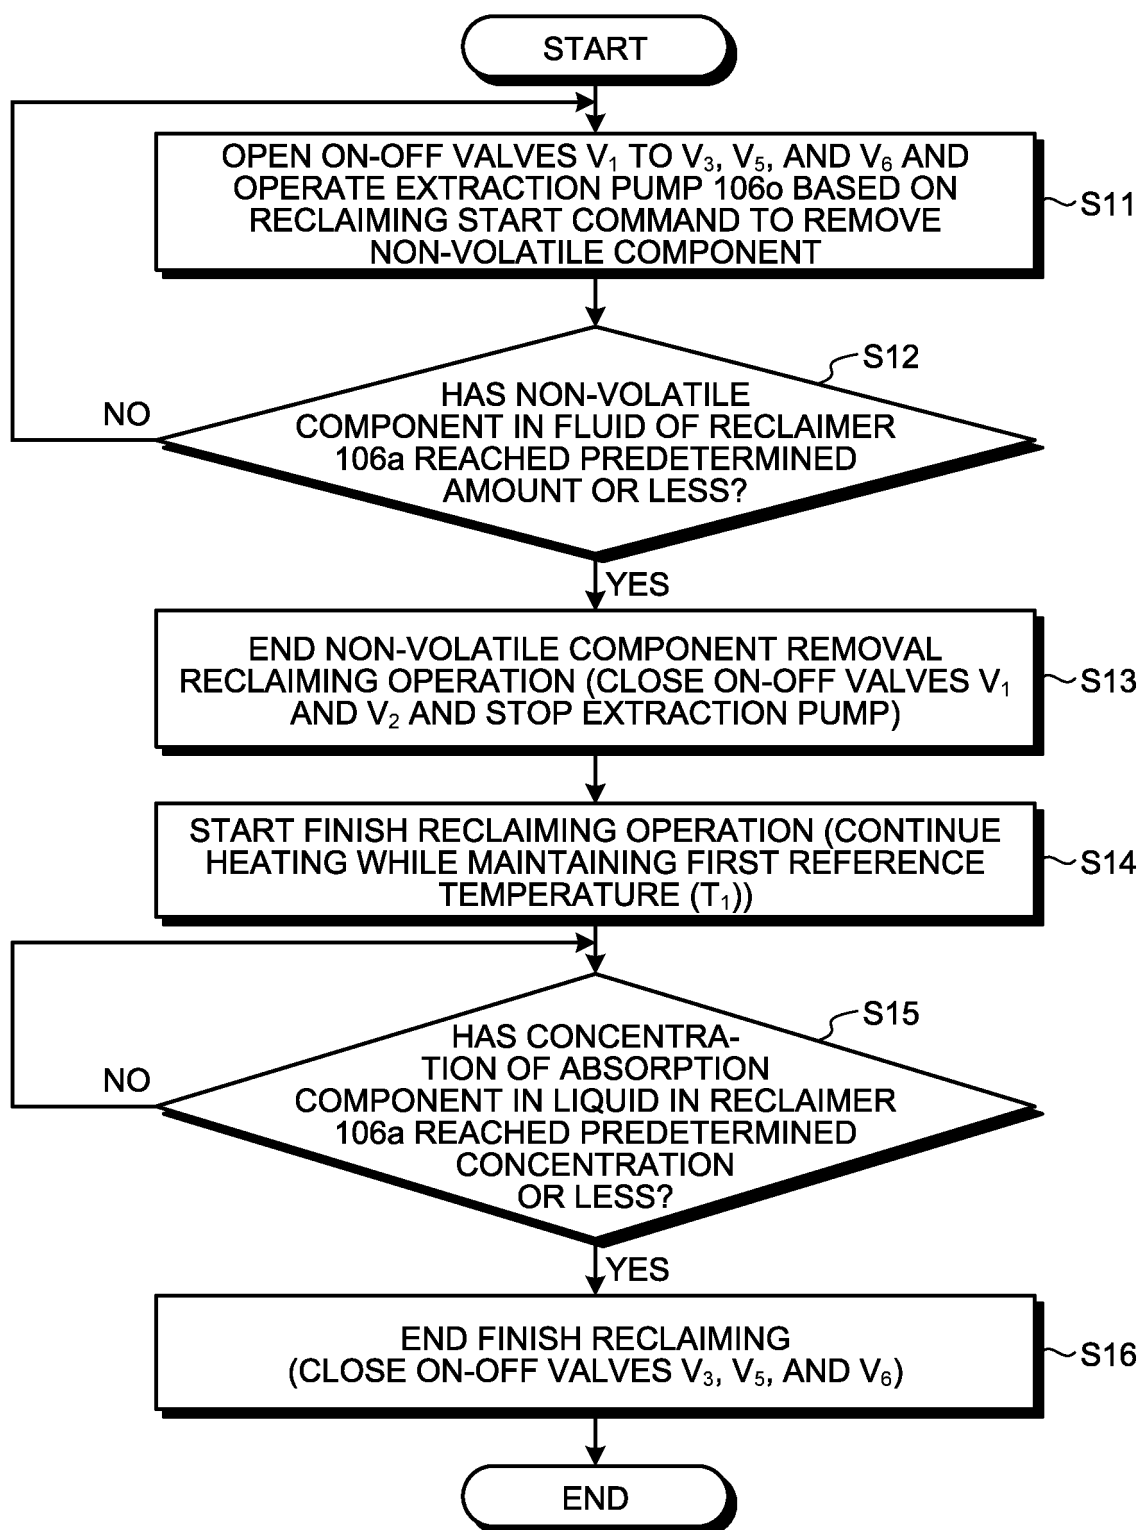 START
OPEN ON-OFF VALVES V₁ TO V₃, V₅, AND V₆ AND
OPERATE EXTRACTION PUMP 106o BASED ON
RECLAIMING START COMMAND TO REMOVE
NON-VOLATILE COMPONENT
S11
S12
HAS NON-VOLATILE
COMPONENT IN FLUID OF RECLAIMER
106a REACHED PREDETERMINED
AMOUNT OR LESS?
NO
YES
END NON-VOLATILE COMPONENT REMOVAL
RECLAIMING OPERATION (CLOSE ON-OFF VALVES V₁
AND V₂ AND STOP EXTRACTION PUMP)
S13
START FINISH RECLAIMING OPERATION (CONTINUE
HEATING WHILE MAINTAINING FIRST REFERENCE
TEMPERATURE (T₁))
S14
S15
HAS CONCENTRA-
TION OF ABSORPTION
COMPONENT IN LIQUID IN RECLAIMER
106a REACHED PREDETERMINED
CONCENTRATION
OR LESS?
NO
YES
END FINISH RECLAIMING
(CLOSE ON-OFF VALVES V₃, V₅, AND V₆)
S16
END